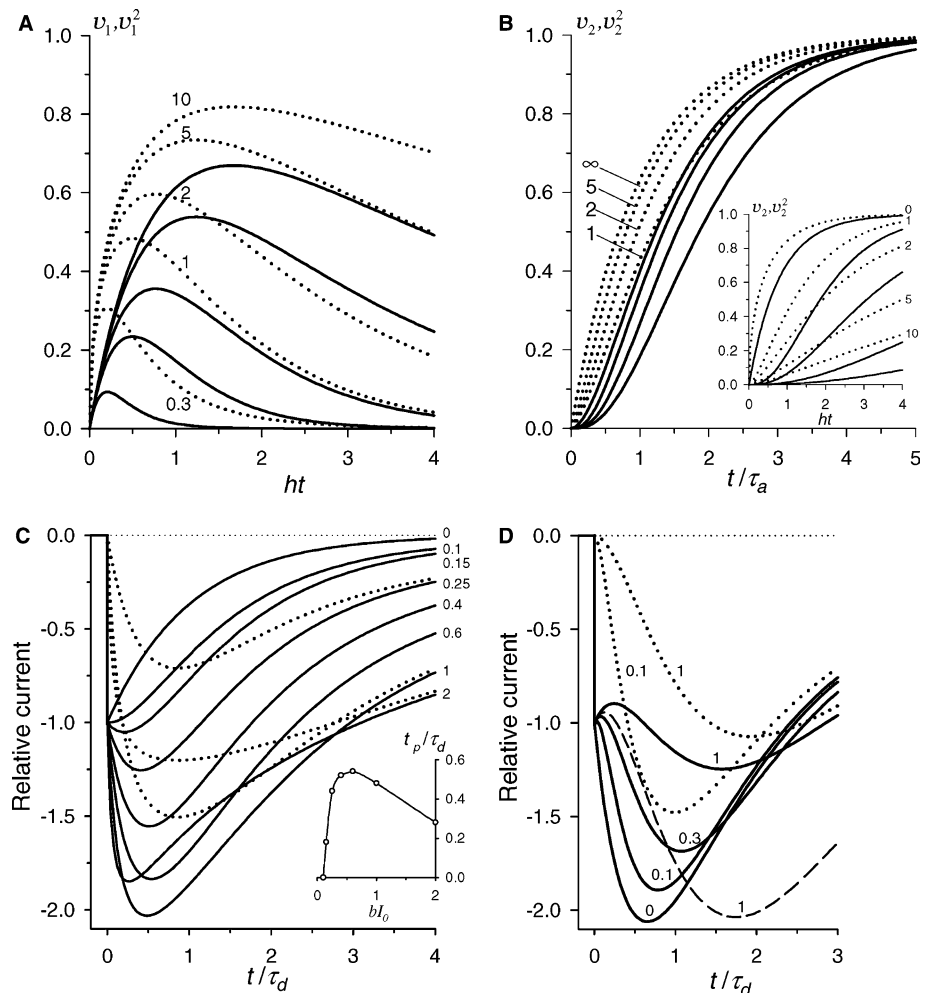 A
υ₁,υ₁²
1.0
0.8
0.6
0.4
0.2
0.0
10
5
2
1
0.3
0 1 2 3 4
ht
B
υ₂,υ₂²
1.0
0.8
0.6
0.4
0.2
0.0
∞
5
2
1
0 1 2 3 4 5
t/τₐ
υ₂,υ₂²
1.0
0.8
0.6
0.4
0.2
0.0
0
1
2
5
10
0 1 2 3 4
ht
C
Relative current
0.0
-0.5
-1.0
-1.5
-2.0
0
0.1
0.15
0.25
0.4
0.6
1
2
0 1 2 3 4
t/τ_d
t_p/τ_d
0.6
0.4
0.2
0.0
0 1 2
bI₀
D
Relative current
0.0
-0.5
-1.0
-1.5
-2.0
0.1
1
1
0.3
0.1
0
1
0 1 2 3
t/τ_d